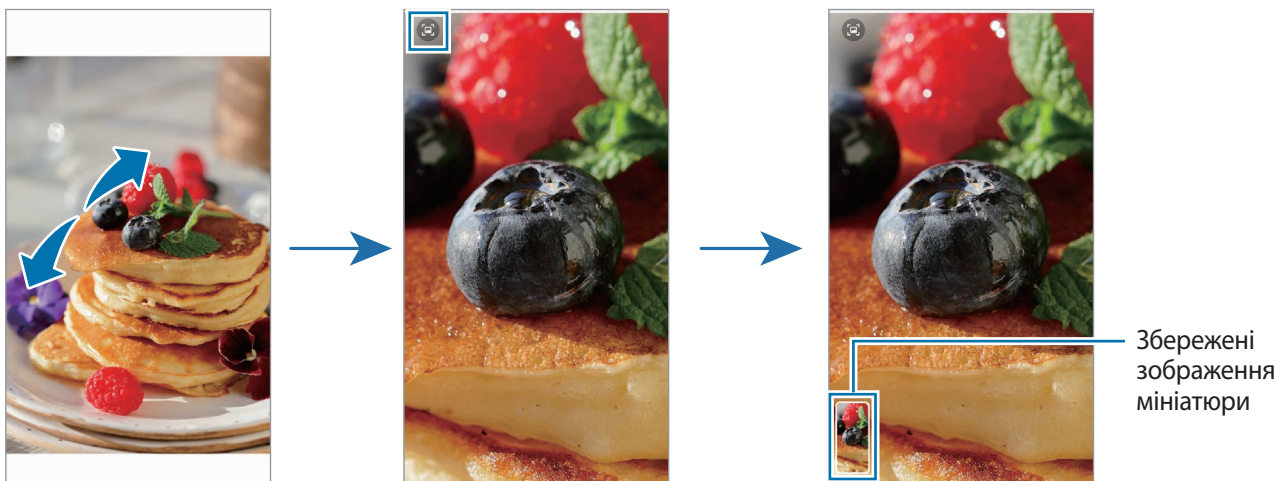 Збережені
зображення
мініатюри